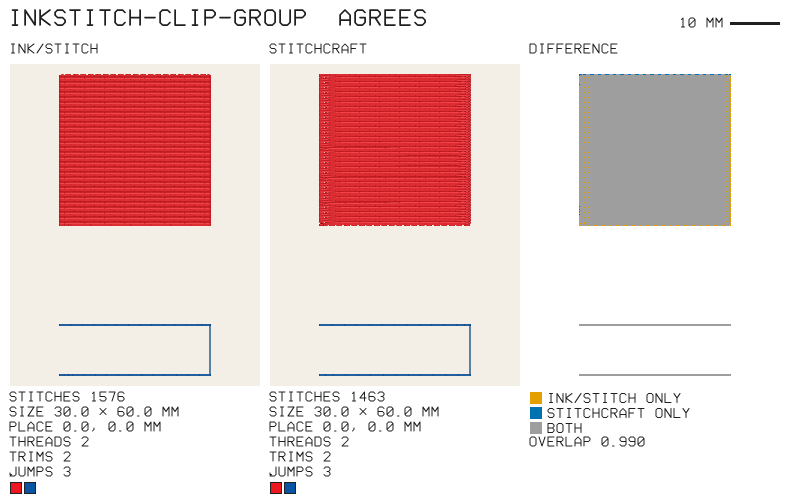 INKSTITCH-CLIP-GROUP AGREES
10 MM
INK/STITCH
STITCHCRAFT
DIFFERENCE
STITCHES 1576
SIZE 30.0 × 60.0 MM
PLACE 0.0, 0.0 MM
THREADS 2
TRIMS 2
JUMPS 3
STITCHES 1463
SIZE 30.0 × 60.0 MM
PLACE 0.0, 0.0 MM
THREADS 2
TRIMS 2
JUMPS 3
INK/STITCH ONLY
STITCHCRAFT ONLY
BOTH
OVERLAP 0.990